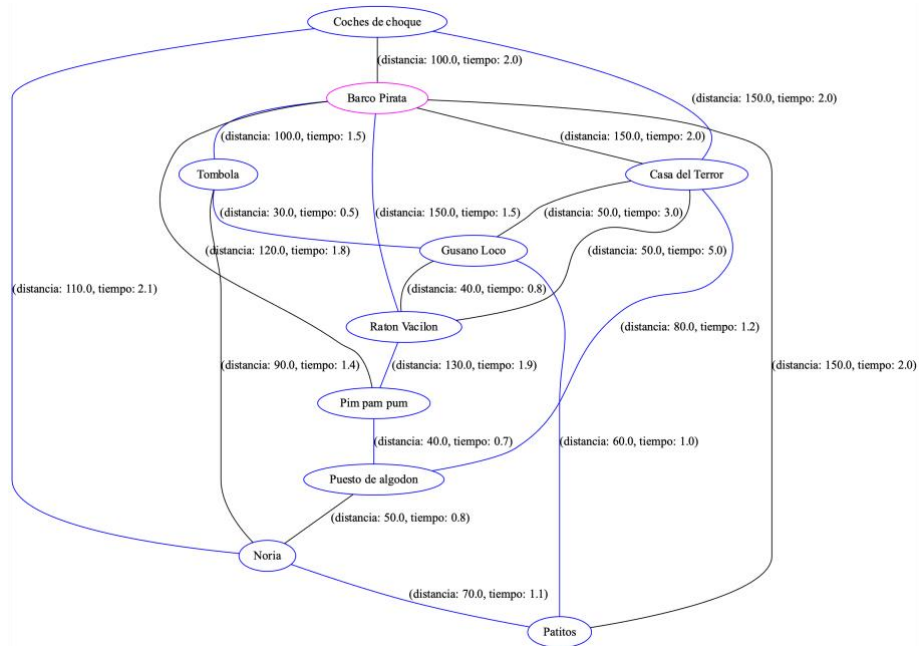 Coches de choque
(distancia: 100.0, tiempo: 2.0)
Barco Pirata
(distancia: 150.0, tiempo: 2.0)
(distancia: 100.0, tiempo: 1.5)
(distancia: 150.0, tiempo: 2.0)
Tombola
Casa del Terror
(distancia: 30.0, tiempo: 0.5)
(distancia: 150.0, tiempo: 1.5)
(distancia: 50.0, tiempo: 3.0)
(distancia: 120.0, tiempo: 1.8)
Gusano Loco
(distancia: 50.0, tiempo: 5.0)
(distancia: 110.0, tiempo: 2.1)
(distancia: 40.0, tiempo: 0.8)
Raton Vacilon
(distancia: 80.0, tiempo: 1.2)
(distancia: 90.0, tiempo: 1.4)
(distancia: 130.0, tiempo: 1.9)
(distancia: 150.0, tiempo: 2.0)
Pim pam pum
(distancia: 40.0, tiempo: 0.7)
(distancia: 60.0, tiempo: 1.0)
Puesto de algodon
(distancia: 50.0, tiempo: 0.8)
Noria
(distancia: 70.0, tiempo: 1.1)
Patitos